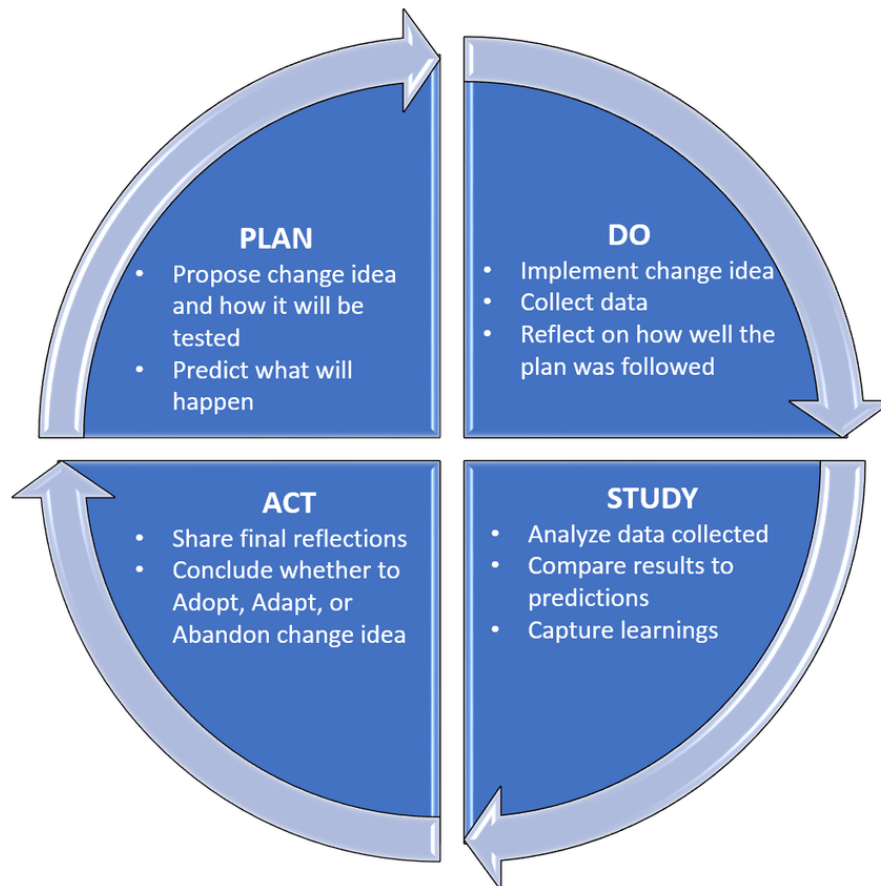 PLAN
• Propose change idea
and how it will be
tested
• Predict what will
happen
DO
• Implement change idea
• Collect data
• Reflect on how well the
plan was followed
STUDY
• Analyze data collected
• Compare results to
predictions
• Capture learnings
ACT
• Share final reflections
• Conclude whether to
Adopt, Adapt, or
Abandon change idea